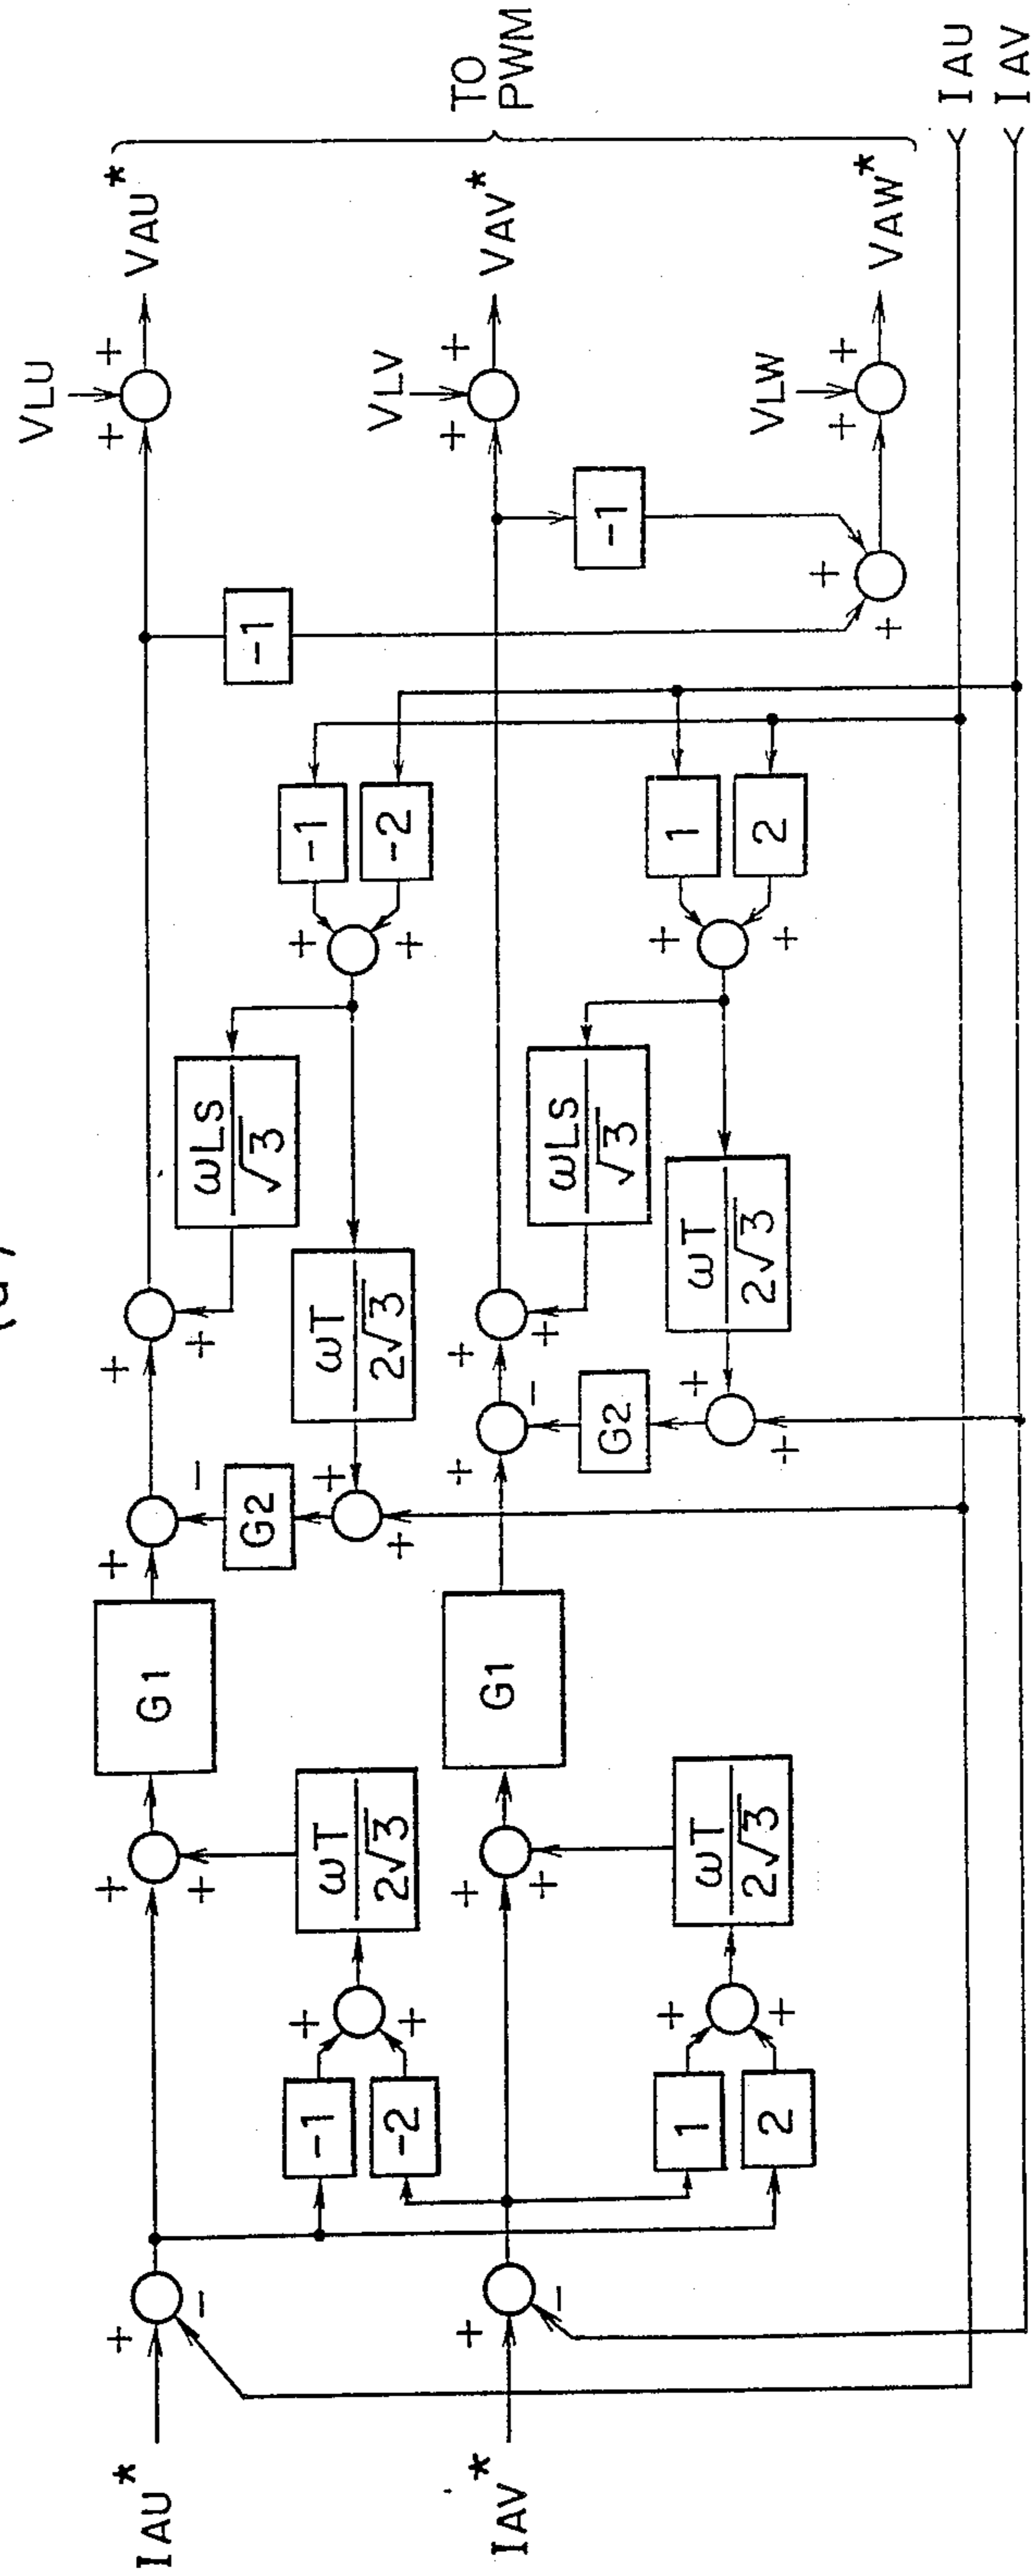 IAU*
+
−
+
+
G1
+
−
+
+
-1
+
+
VLU
VAU*
-1
-2
+
+
ωT
2√3
G2
+
+
ωT
2√3
ωLS
√3
+
+
-1
-2
IAV*
+
−
+
+
G1
+
−
+
+
-1
+
+
VLV
VAV*
TO
PWM
1
2
+
+
ωT
2√3
G2
+
+
ωT
2√3
ωLS
√3
+
+
1
2
+
+
+
+
VLW
VAW*
IAU
IAV